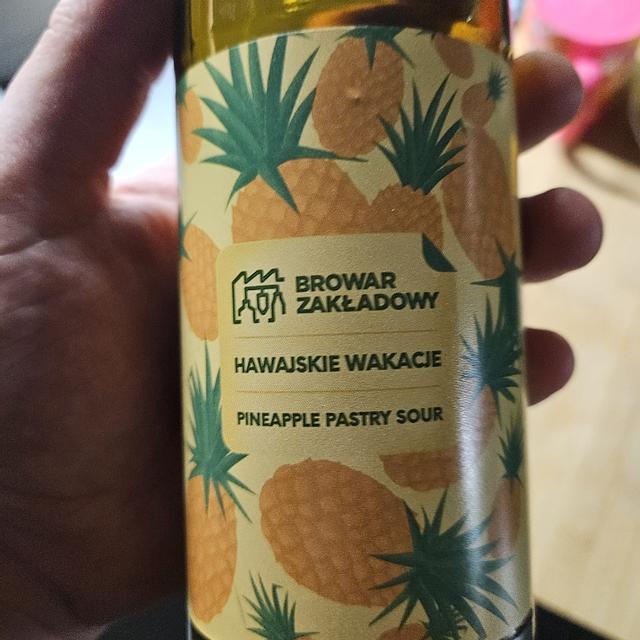 BROWAR
ZAKŁADOWY
HAWAJSKIE WAKACJE
PINEAPPLE PASTRY SOUR